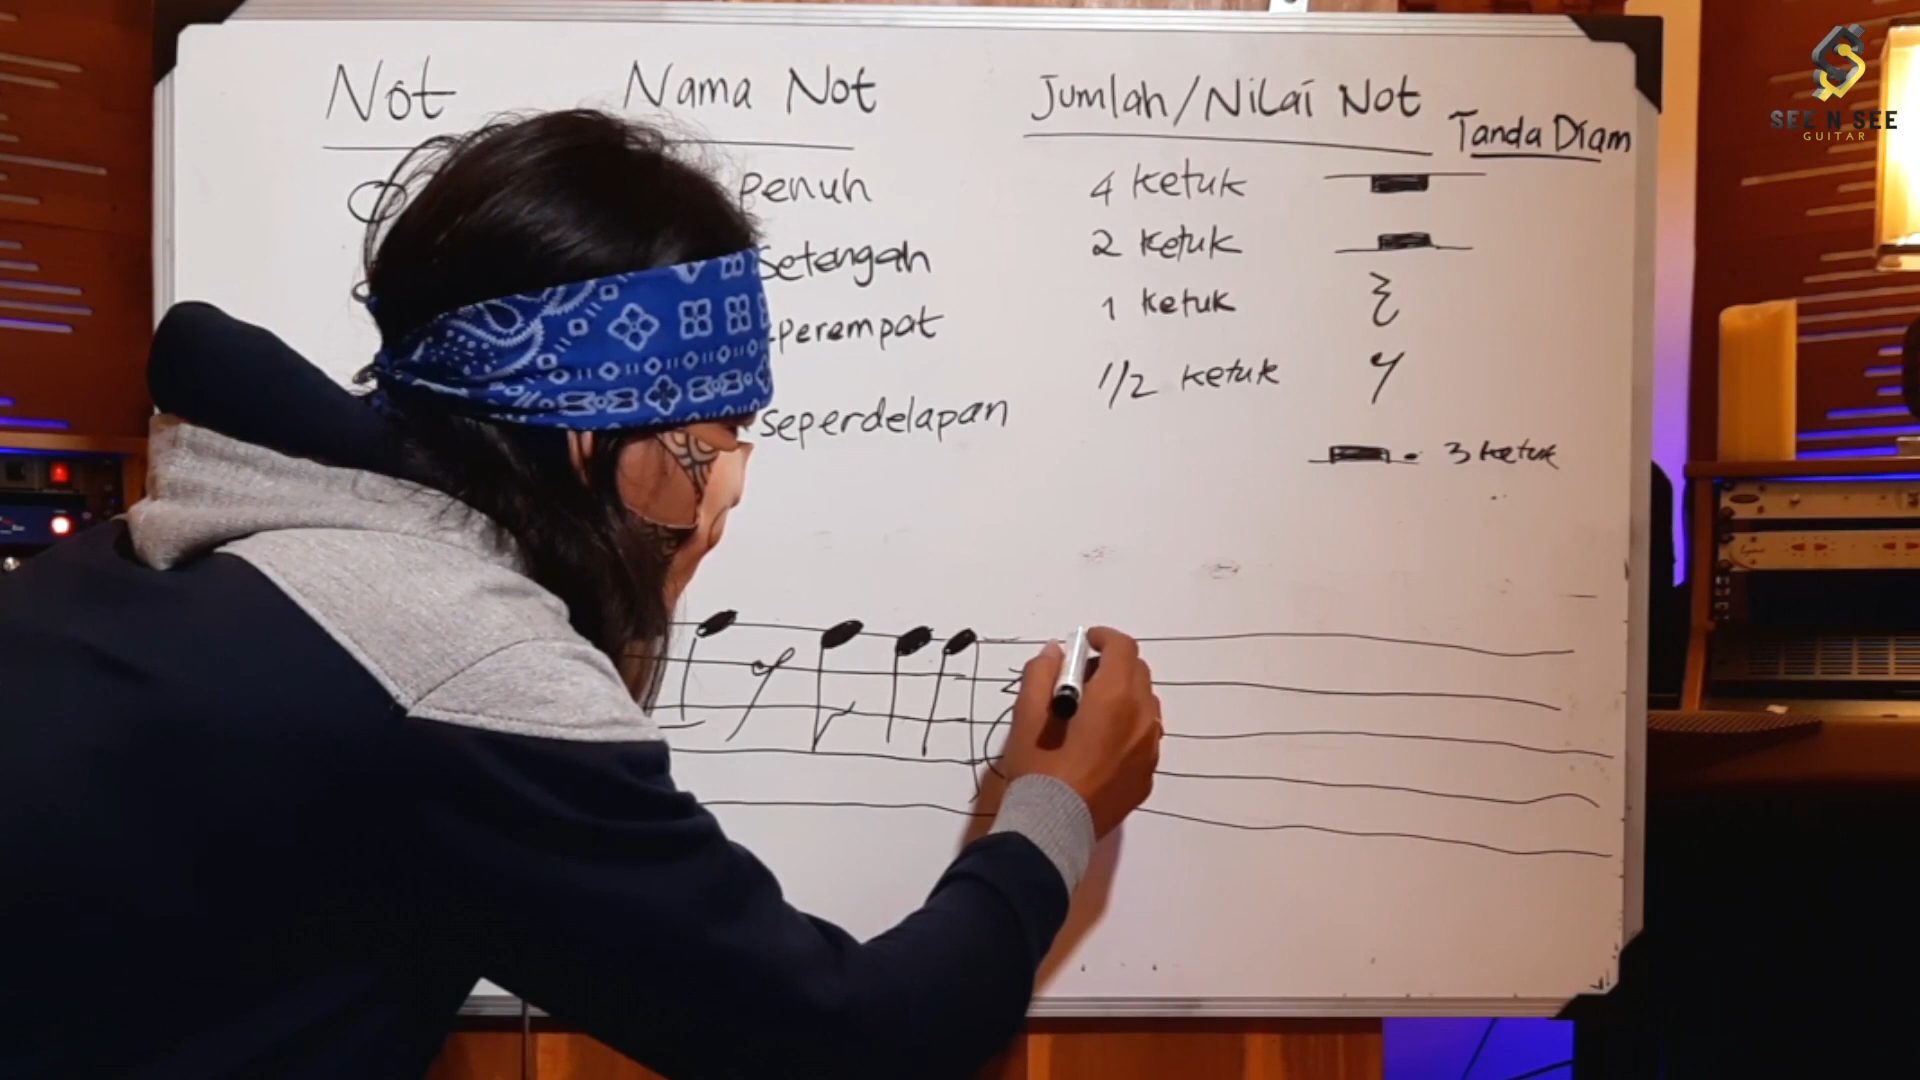 Not Nama Not Jumlah/Nilai Not Tanda Diam
penuh 4 ketuk
Setengah 2 ketuk
perempat 1 ketuk
seperdelapan 1/2 ketuk
3 ketuk
SEE N SEE
GUITAR